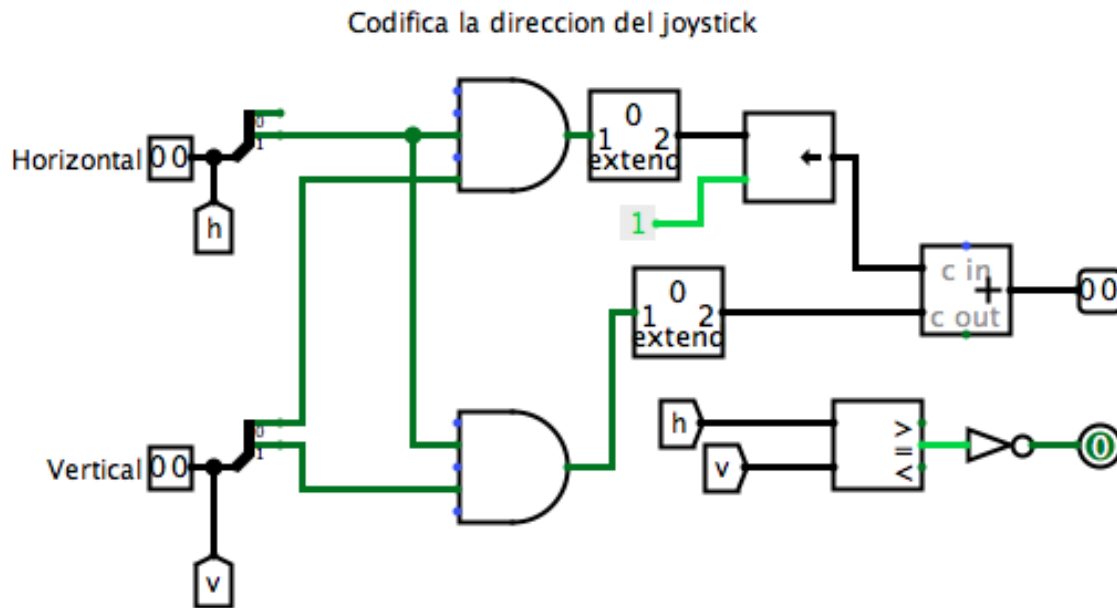 Codifica la direccion del joystick
0
1 2
extend
Horizontal 00
0
1
h
1
c in
+
c out
00
0
1 2
extend
h
v
>
=
<
0
Vertical 00
0
1
v